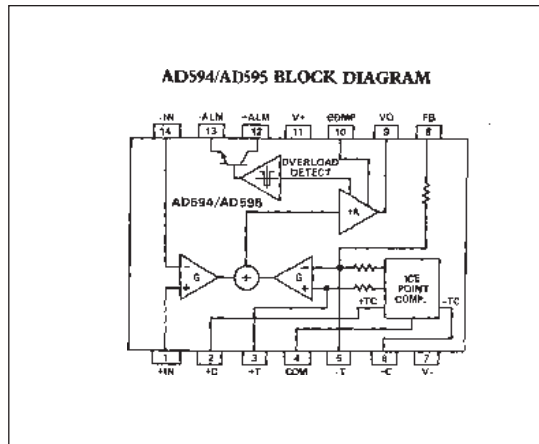 AD594/AD595 BLOCK DIAGRAM
-IN -ALM +ALM V+ COMP VO FB
14 13 12 11 10 9 8
OVERLOAD
DETECT
AD594/AD595
+A
- G +
+
- G +
ICE
POINT
COMP.
+TC
-TC
1 2 3 4 5 6 7
+IN +C +T COM -T -C V-